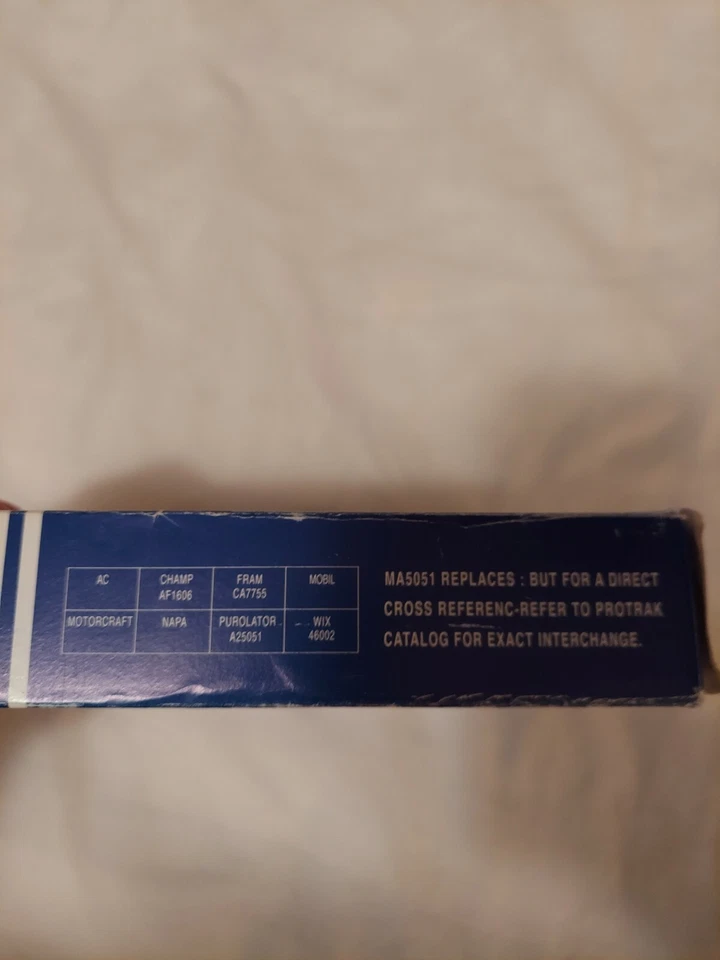 AC CHAMP FRAM MOBIL
AF1606 CA7755
MOTORCRAFT NAPA PUROLATOR WIX
A25051 46002
MA5051 REPLACES : BUT FOR A DIRECT
CROSS REFERENC-REFER TO PROTRAK
CATALOG FOR EXACT INTERCHANGE.